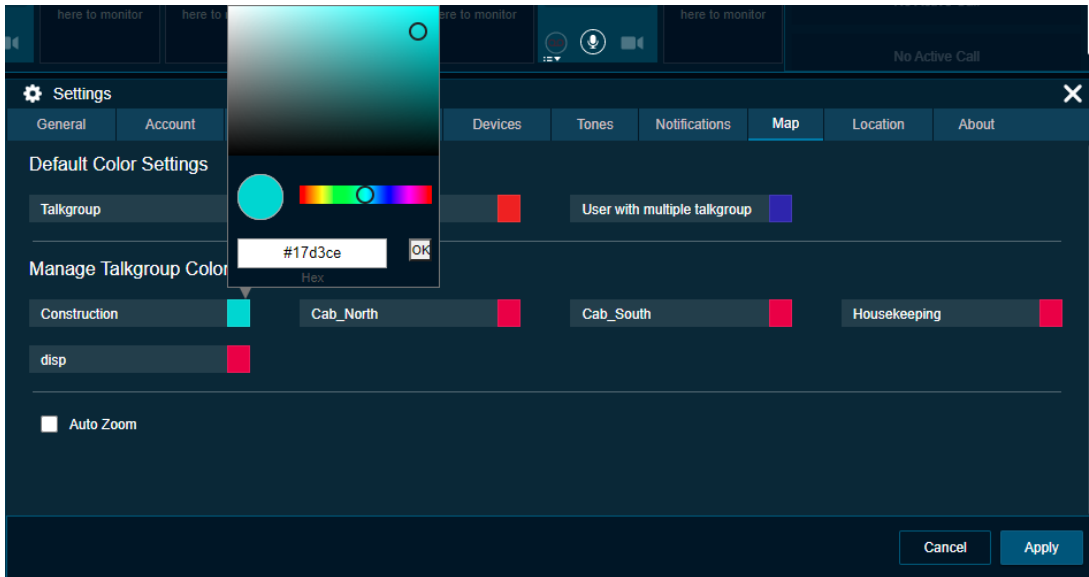 here to monitor
here to
ere to monitor
here to monitor
No Active Call
Settings
General Account Devices Tones Notifications Map Location About
Default Color Settings
Talkgroup User with multiple talkgroup
#17d3ce OK
Hex
Manage Talkgroup Color
Construction Cab_North Cab_South Housekeeping
disp
Auto Zoom
Cancel Apply